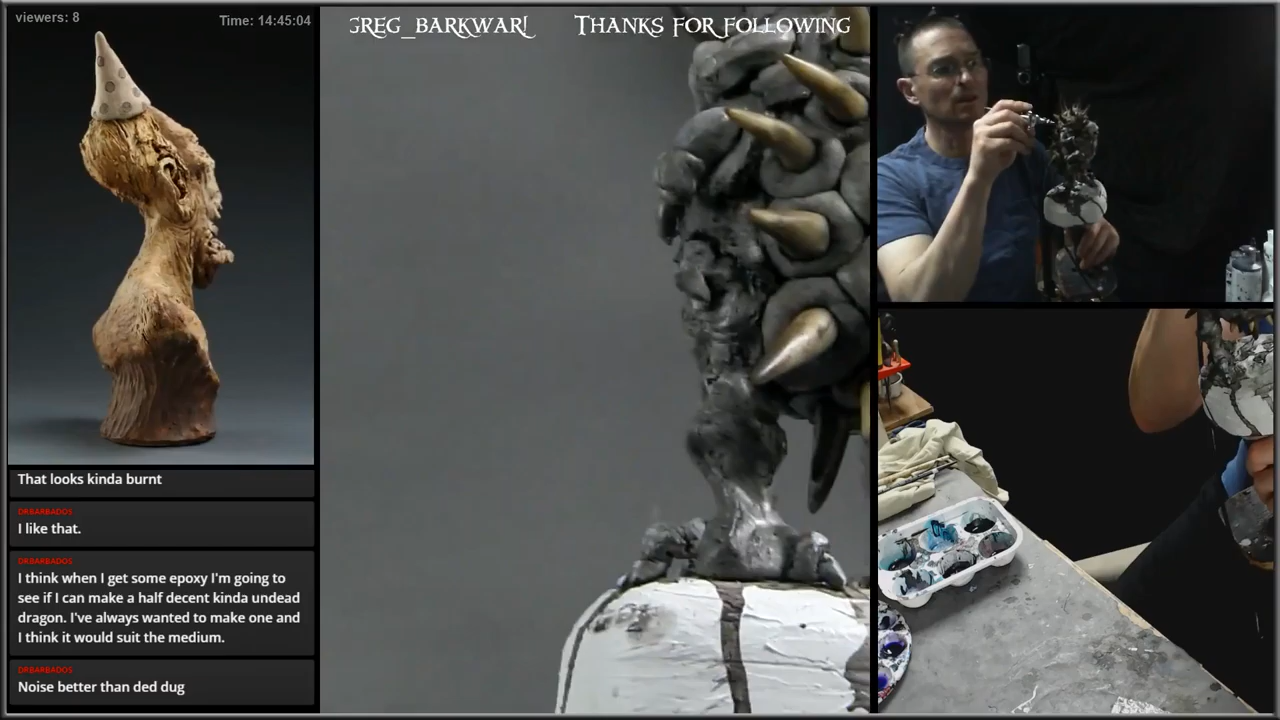 viewers: 8
Time: 14:45:04
GREG_BARKWARL
THANKS FOR FOLLOWING
That looks kinda burnt
DRBARBADOS
I like that.
DRBARBADOS
I think when I get some epoxy I'm going to
see if I can make a half decent kinda undead
dragon. I've always wanted to make one and
I think it would suit the medium.
DRBARBADOS
Noise better than ded dug